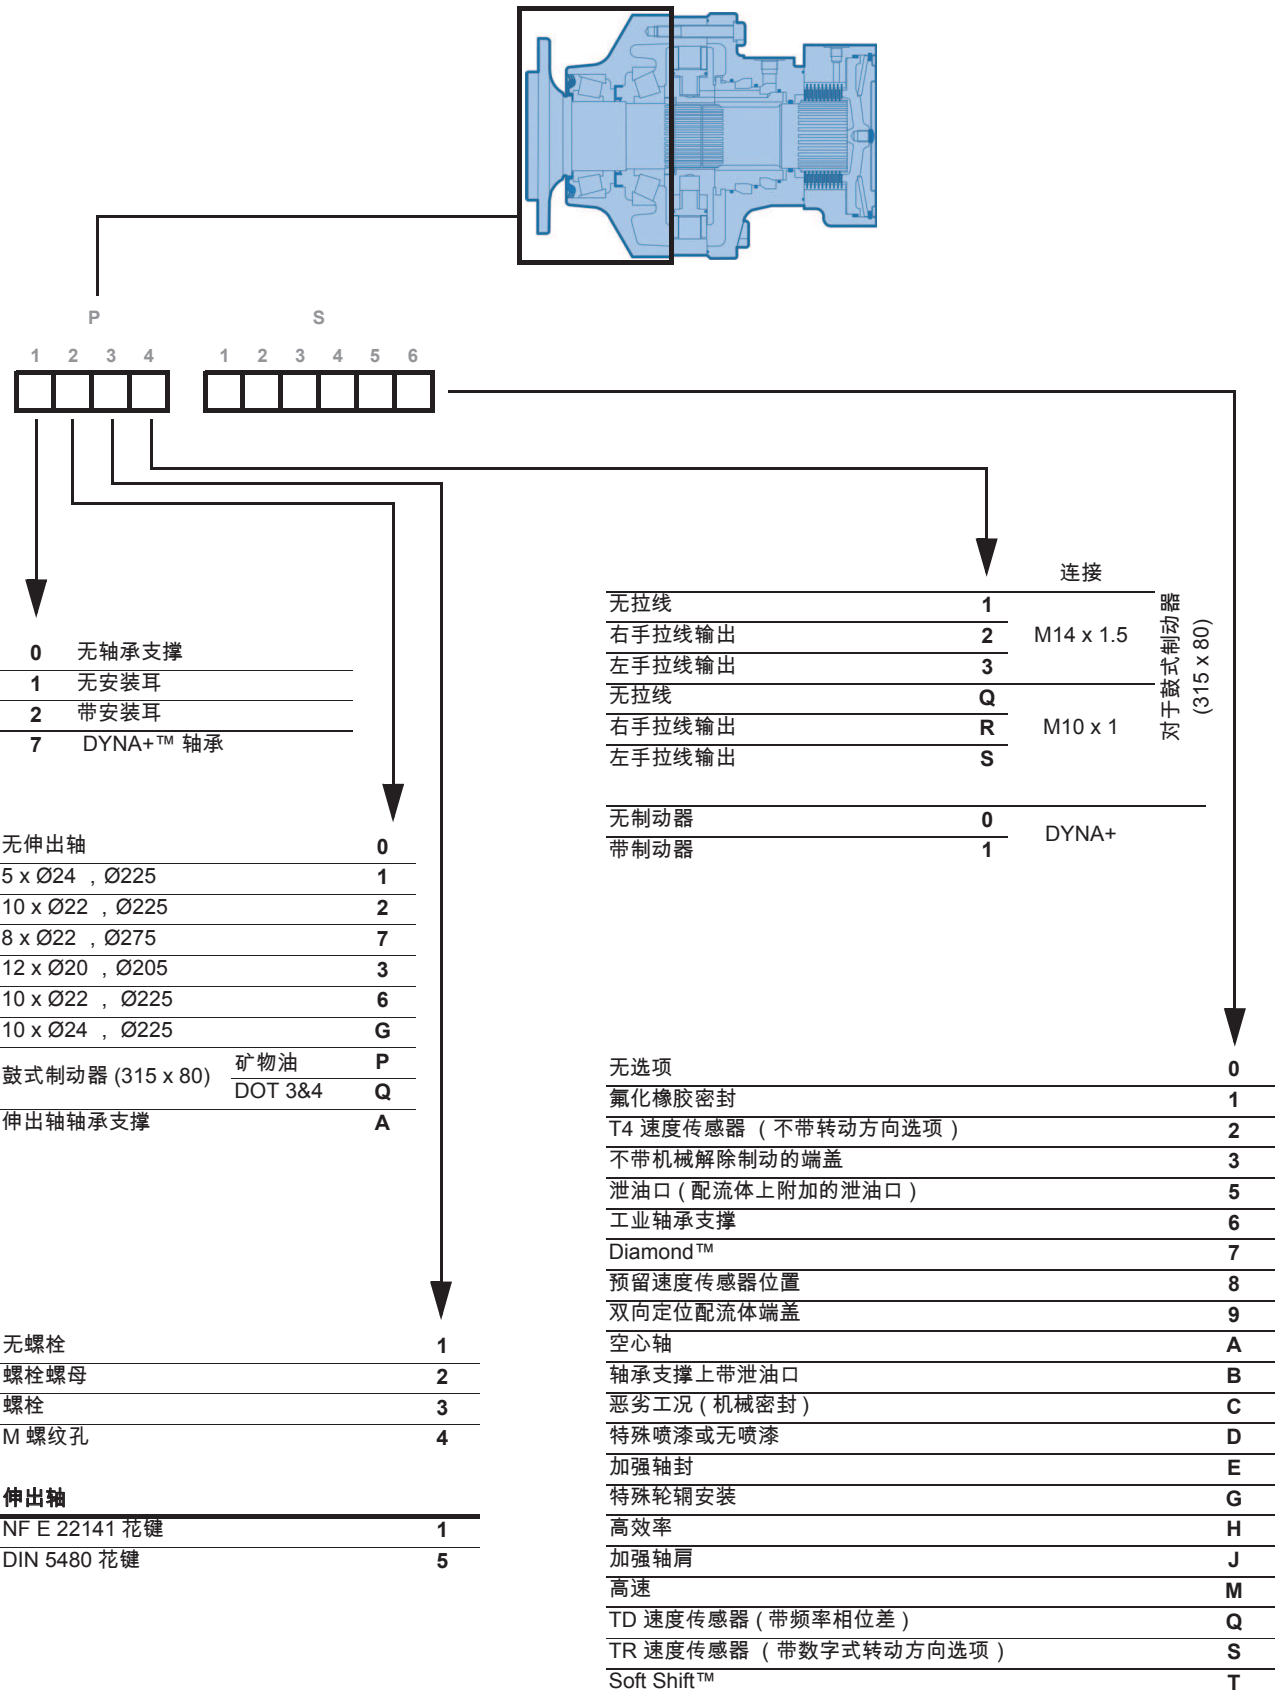 P S
1 2 3 4 1 2 3 4 5 6
0 无轴承支撑
1 无安装耳
2 带安装耳
7 DYNA+™ 轴承
连接
无拉线 1
右手拉线输出 2 M14 x 1.5
左手拉线输出 3
无拉线 Q
右手拉线输出 R M10 x 1
左手拉线输出 S
对于鼓式制动器
(315 x 80)
无制动器 0
带制动器 1
DYNA+
无伸出轴 0
5 x Ø24 , Ø225 1
10 x Ø22 , Ø225 2
8 x Ø22 , Ø275 7
12 x Ø20 , Ø205 3
10 x Ø22 , Ø225 6
10 x Ø24 , Ø225 G
鼓式制动器 (315 x 80) 矿物油 P
DOT 3&4 Q
伸出轴轴承支撑 A
无螺栓 1
螺栓螺母 2
螺栓 3
M 螺纹孔 4
伸出轴
NF E 22141 花键 1
DIN 5480 花键 5
无选项 0
氟化橡胶密封 1
T4 速度传感器 ( 不带转动方向选项 ) 2
不带机械解除制动的端盖 3
泄油口 ( 配流体上附加的泄油口 ) 5
工业轴承支撑 6
Diamond™ 7
预留速度传感器位置 8
双向定位配流体端盖 9
空心轴 A
轴承支撑上带泄油口 B
恶劣工况 ( 机械密封 ) C
特殊喷漆或无喷漆 D
加强轴封 E
特殊轮辋安装 G
高效率 H
加强轴肩 J
高速 M
TD 速度传感器 ( 带频率相位差 ) Q
TR 速度传感器 ( 带数字式转动方向选项 ) S
Soft Shift™ T